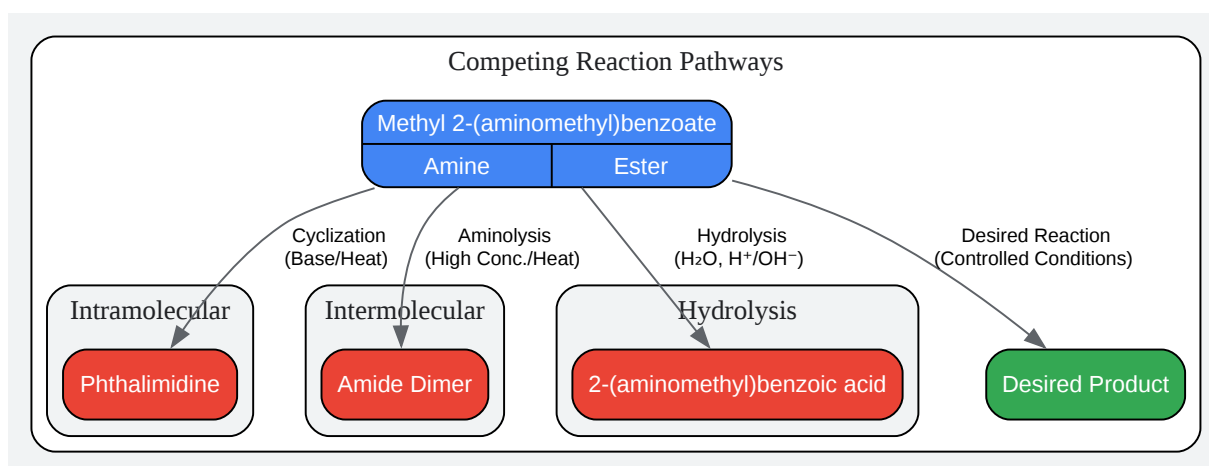 Competing Reaction Pathways
Methyl 2-(aminomethyl)benzoate
Amine
Ester
Cyclization
(Base/Heat)
Aminolysis
(High Conc./Heat)
Hydrolysis
(H₂O, H⁺/OH⁻)
Desired Reaction
(Controlled Conditions)
Intramolecular
Intermolecular
Hydrolysis
Phthalimidine
Amide Dimer
2-(aminomethyl)benzoic acid
Desired Product